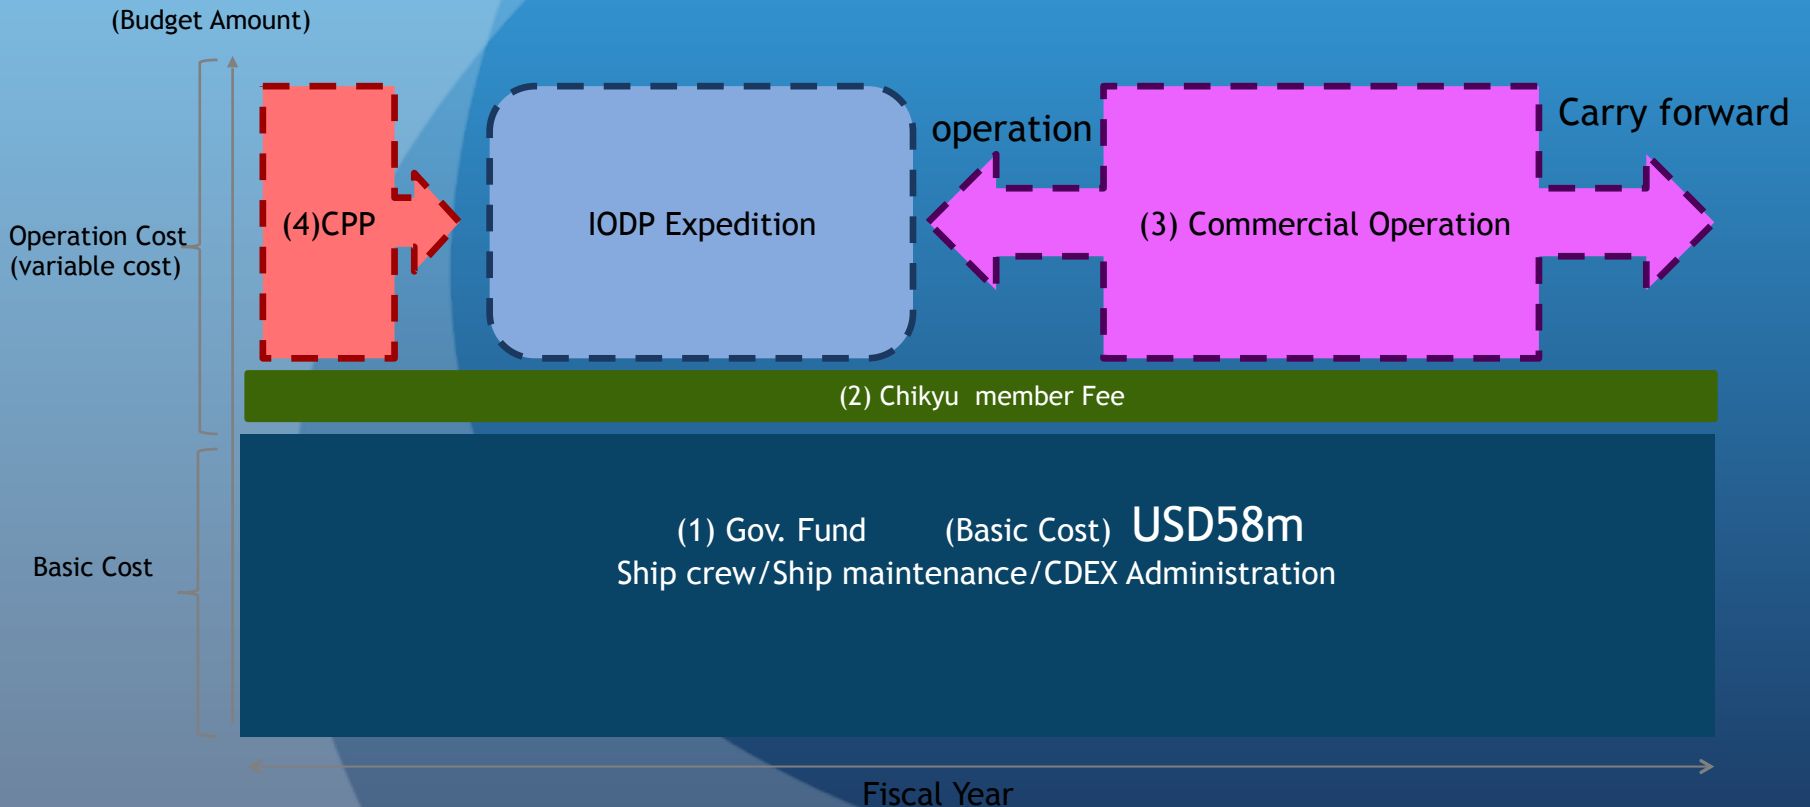 (Budget Amount)
operation
Carry forward
(4)CPP
IODP Expedition
(3) Commercial Operation
Operation Cost
(variable cost)
(2) Chikyu  member Fee
(1) Gov. Fund (Basic Cost) USD58m
Ship crew/Ship maintenance/CDEX Administration
Basic Cost
Fiscal Year